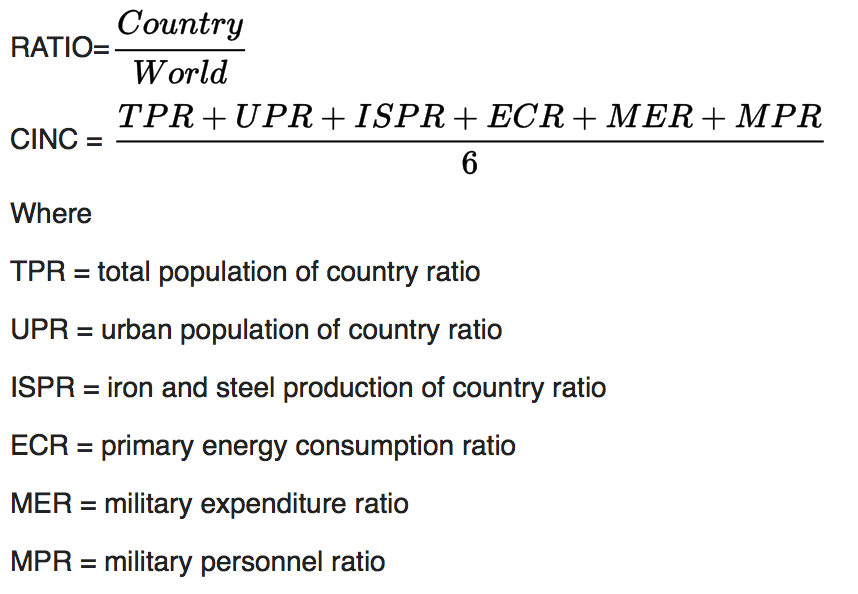 RATIO= Country / World
CINC = TPR + UPR + ISPR + ECR + MER + MPR / 6
Where
TPR = total population of country ratio
UPR = urban population of country ratio
ISPR = iron and steel production of country ratio
ECR = primary energy consumption ratio
MER = military expenditure ratio
MPR = military personnel ratio